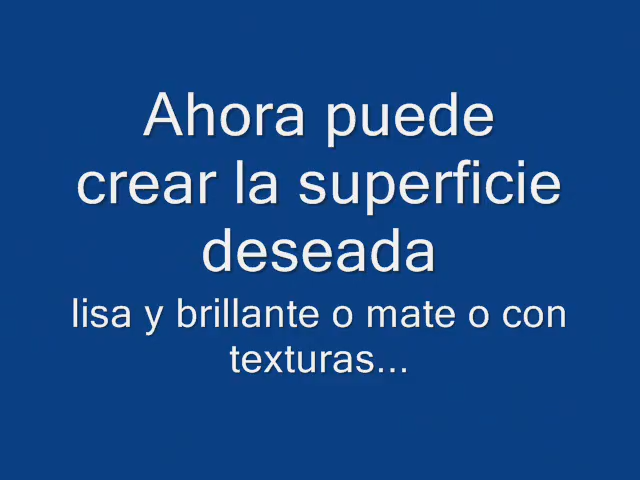 Ahora puede
crear la superficie
deseada
lisa y brillante o mate o con
texturas...